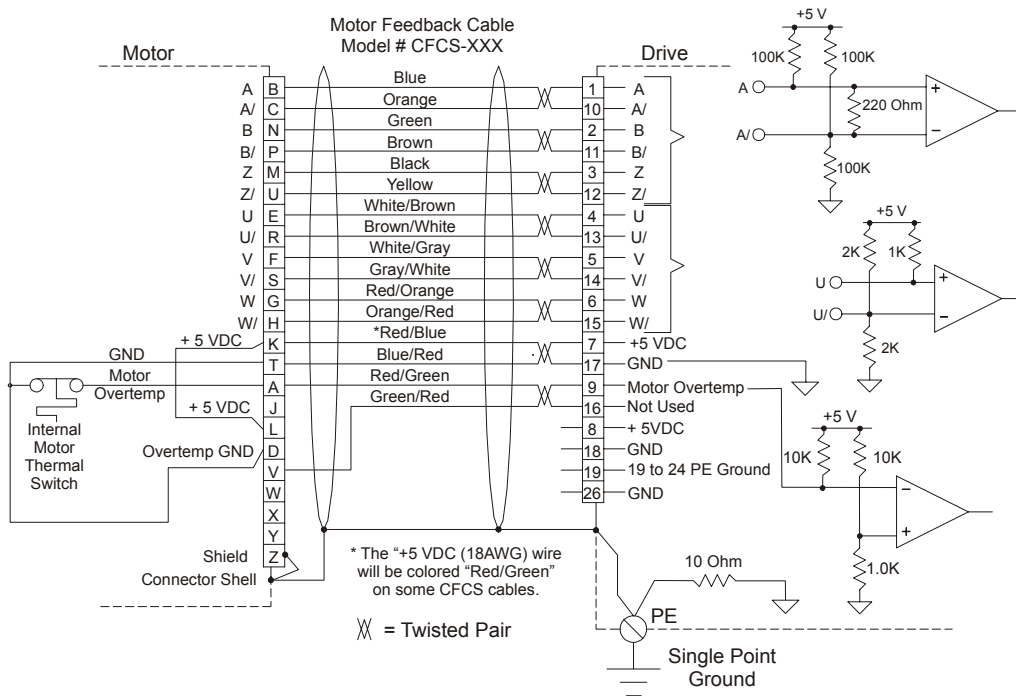 Motor Feedback Cable
Model # CFCS-XXX
Motor
Drive
A B Blue 1 A
A/ C Orange 10 A/
B N Green 2 B
B/ P Brown 11 B/
Z M Black 3 Z
Z/ U Yellow 12 Z/
U E White/Brown 4 U
U/ R Brown/White 13 U/
V F White/Gray 5 V
V/ S Gray/White 14 V/
W G Red/Orange 6 W
W/ H Orange/Red 15 W/
+ 5 VDC K *Red/Blue 7 +5 VDC
GND T Blue/Red 17 GND
Motor
Overtemp
A Red/Green 9 Motor Overtemp
J Green/Red 16 Not Used
+ 5 VDC L 8 + 5VDC
Overtemp GND D 18 GND
V 19 19 to 24 PE Ground
W 26 GND
X
Y
Shield Z
Connector Shell
Internal
Motor
Thermal
Switch
* The “+5 VDC (18AWG) wire
will be colored “Red/Green”
on some CFCS cables.
= Twisted Pair
10 Ohm
PE
Single Point
Ground
+5 V
100K 100K
A +
220 Ohm
A/ −
100K
+5 V
2K 1K
U +
U/ −
2K
+5 V
10K 10K
−
+
1.0K